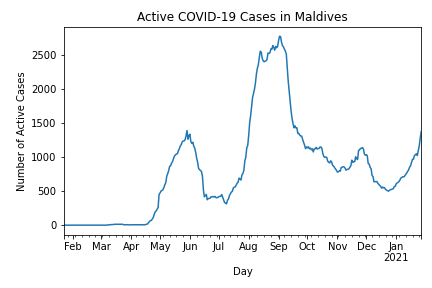 Active COVID-19 Cases in Maldives
Number of Active Cases
2500
2000
1500
1000
500
0
Feb Mar Apr May Jun Jul Aug Sep Oct Nov Dec Jan
2021
Day